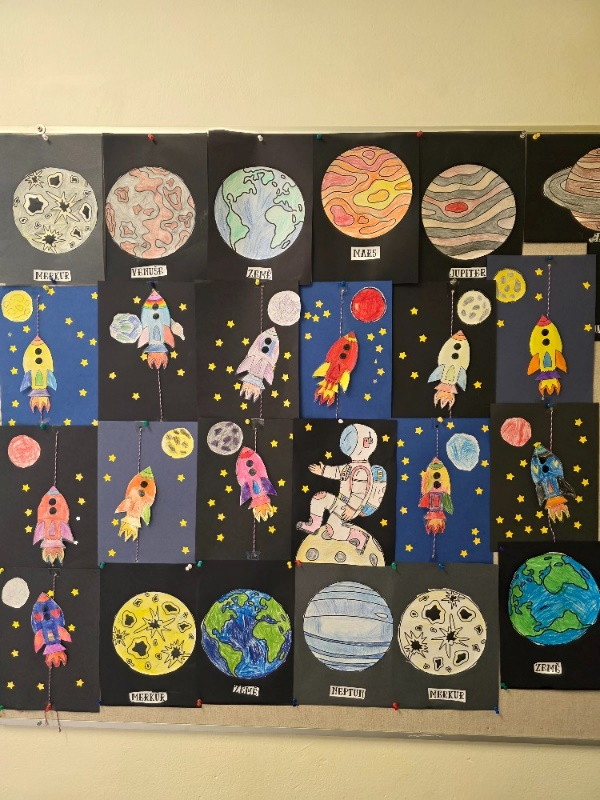 MERKUR
VENUŠE
ZEMĚ
MARS
JUPITER
MERKUR
ZEMĚ
NEPTUN
MERKUR
ZEMĚ